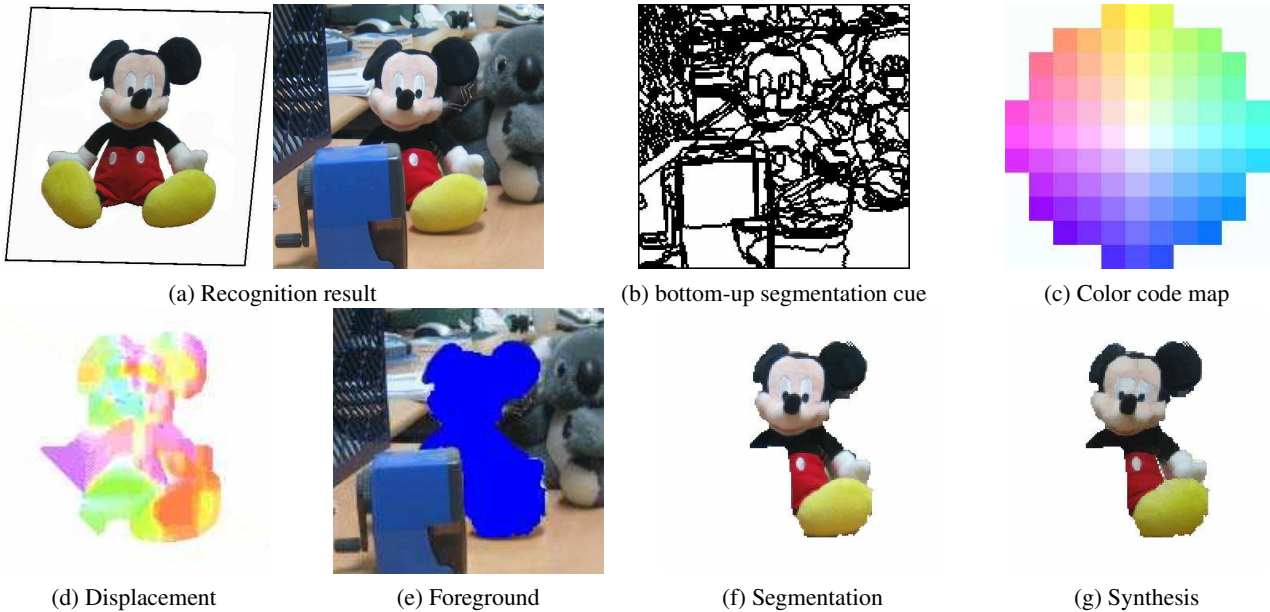 (a) Recognition result
(b) bottom-up segmentation cue
(c) Color code map
(d) Displacement
(e) Foreground
(f) Segmentation
(g) Synthesis